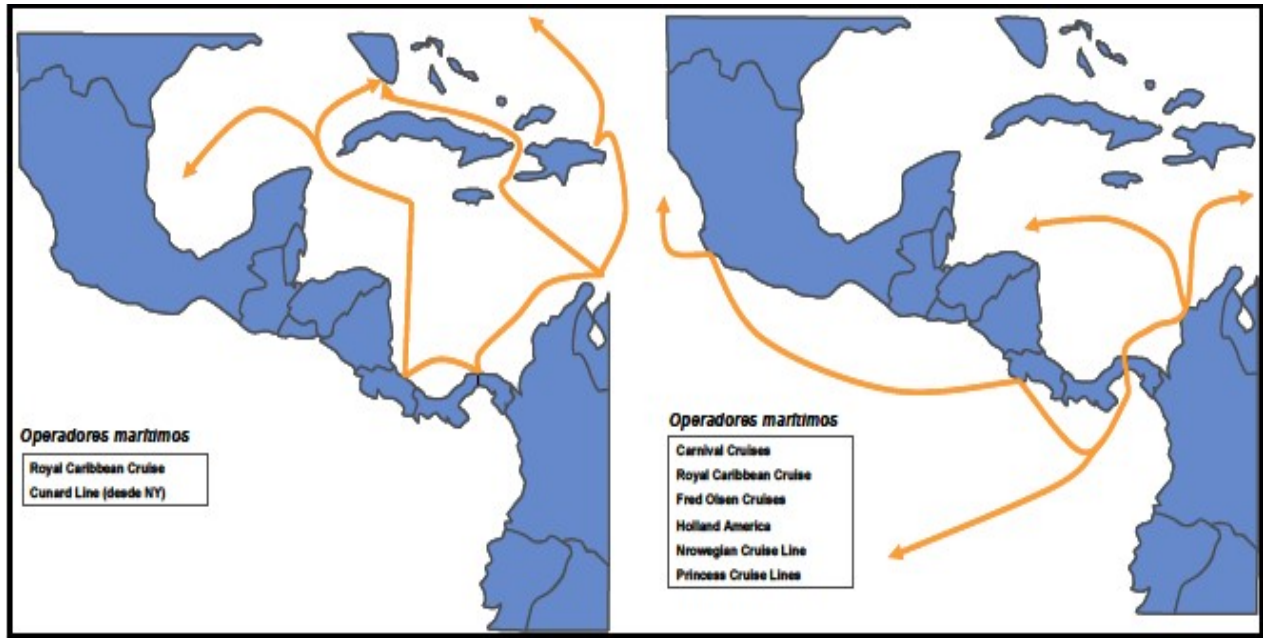 Operadores marítimos
Royal Caribbean Cruise
Cunard Line (desde NY)
Operadores marítimos
Carnival Cruises
Royal Caribbean Cruise
Fred Olsen Cruises
Holland America
Nrowegian Cruise Line
Princess Cruise Lines